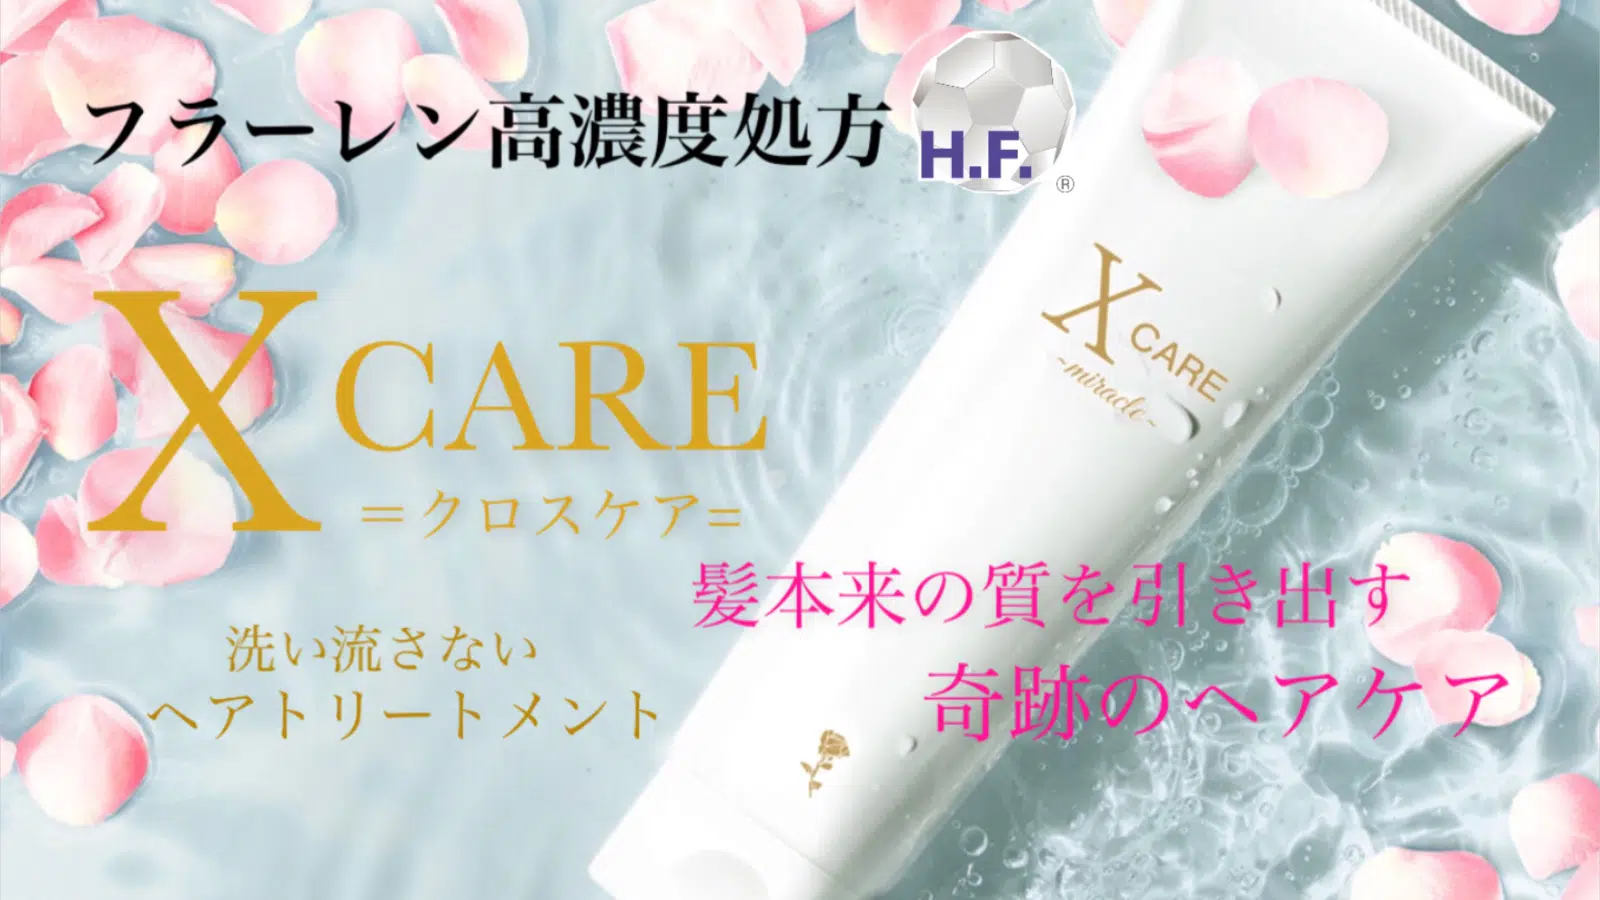 フラーレン高濃度処方
H.F.
®
X CARE
=クロスケア=
洗い流さない
ヘアトリートメント
X CARE
~miracle~
髪本来の質を引き出す
奇跡のヘアケア